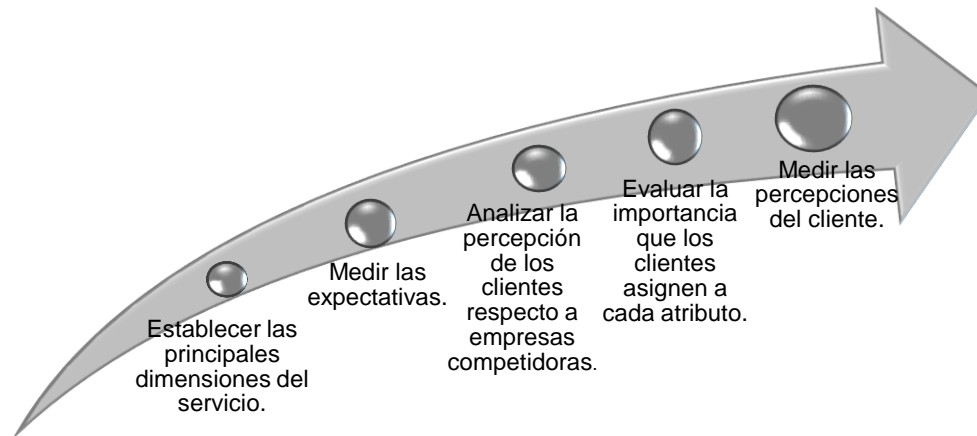 Establecer las
principales
dimensiones del
servicio.
Medir las
expectativas.
Analizar la
percepción
de los
clientes
respecto a
empresas
competidoras.
Evaluar la
importancia
que los
clientes
asignen a
cada atributo.
Medir las
percepciones
del cliente.